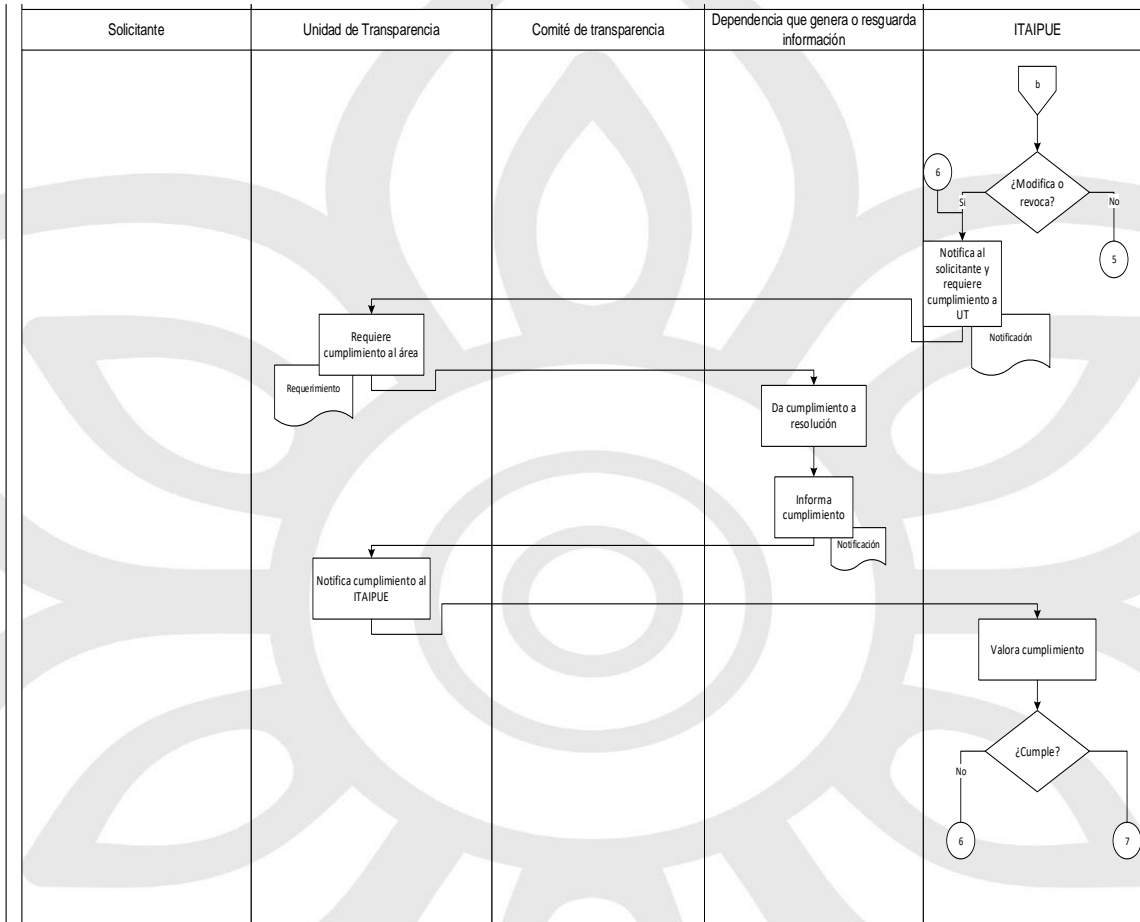 Solicitante
Unidad de Transparencia
Comité de transparencia
Dependencia que genera o resguarda
información
ITAIPUE
b
¿Modifica o
revoca?
6
Si
No
5
Notifica al
solicitante y
requiere
cumplimiento a
UT
Notificación
Requiere
cumplimiento al área
Requerimiento
Da cumplimiento a
resolución
Informa
cumplimiento
Notificación
Notifica cumplimiento al
ITAIPUE
Valora cumplimiento
¿Cumple?
No
6
7